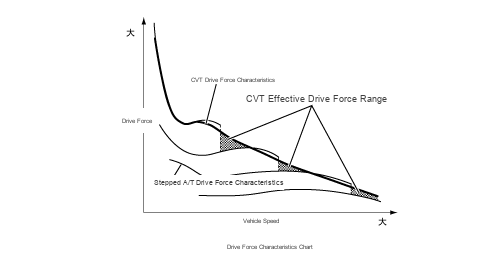 大
CVT Drive Force Characteristics
CVT Effective Drive Force Range
Drive Force
Stepped A/T Drive Force Characteristics
Vehicle Speed
大
Drive Force Characteristics Chart